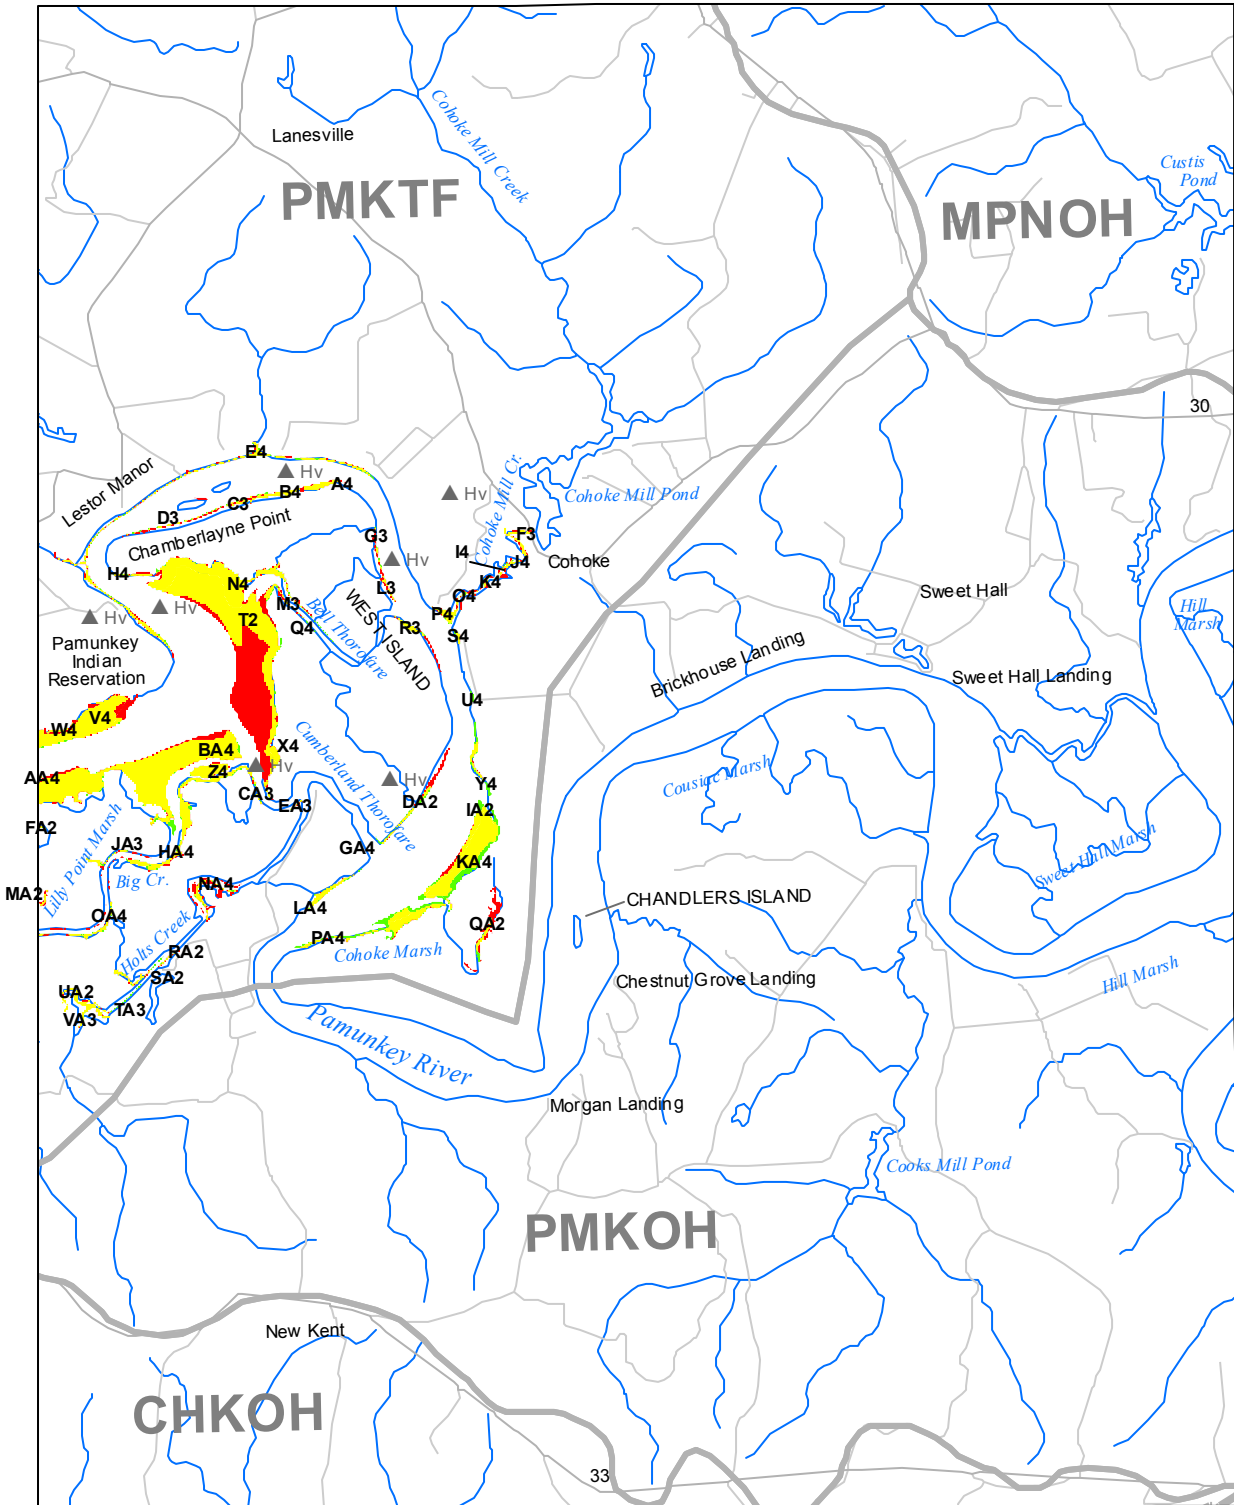 Lanesville
Cohoke Mill Creek
PMKTF
MPNOH
Custis
Pond
30
E4
Hv
Lestor Manor
A4
B4
C3
D3
Chamberlayne Point
Hv
Cohoke Mill Cr.
Cohoke Mill Pond
G3
F3
I4
J4
Cohoke
Hv
H4
N4
K4
L3
O4
M3
Hv
Hv
T2
Q4
Bell Thorofare
WEST ISLAND
P4
R3
S4
Sweet Hall
Hill
Marsh
Pamunkey
Indian
Reservation
Brickhouse Landing
Sweet Hall Landing
U4
V4
W4
BA4
X4
Cumberland Thorofare
Z4
Hv
Hv
AA4
CA3
EA3
DA2
Y4
IA2
Cousiac Marsh
FA2
Lilly Point Marsh
JA3
HA4
GA4
KA4
Sweet Hall Marsh
Big Cr.
NA4
MA2
OA4
LA4
CHANDLERS ISLAND
QA2
PA4
Cohoke Marsh
Holts Creek
RA2
SA2
Chestnut Grove Landing
Hill Marsh
UA2
TA3
VA3
Pamunkey River
Morgan Landing
Cooks Mill Pond
PMKOH
New Kent
CHKOH
33